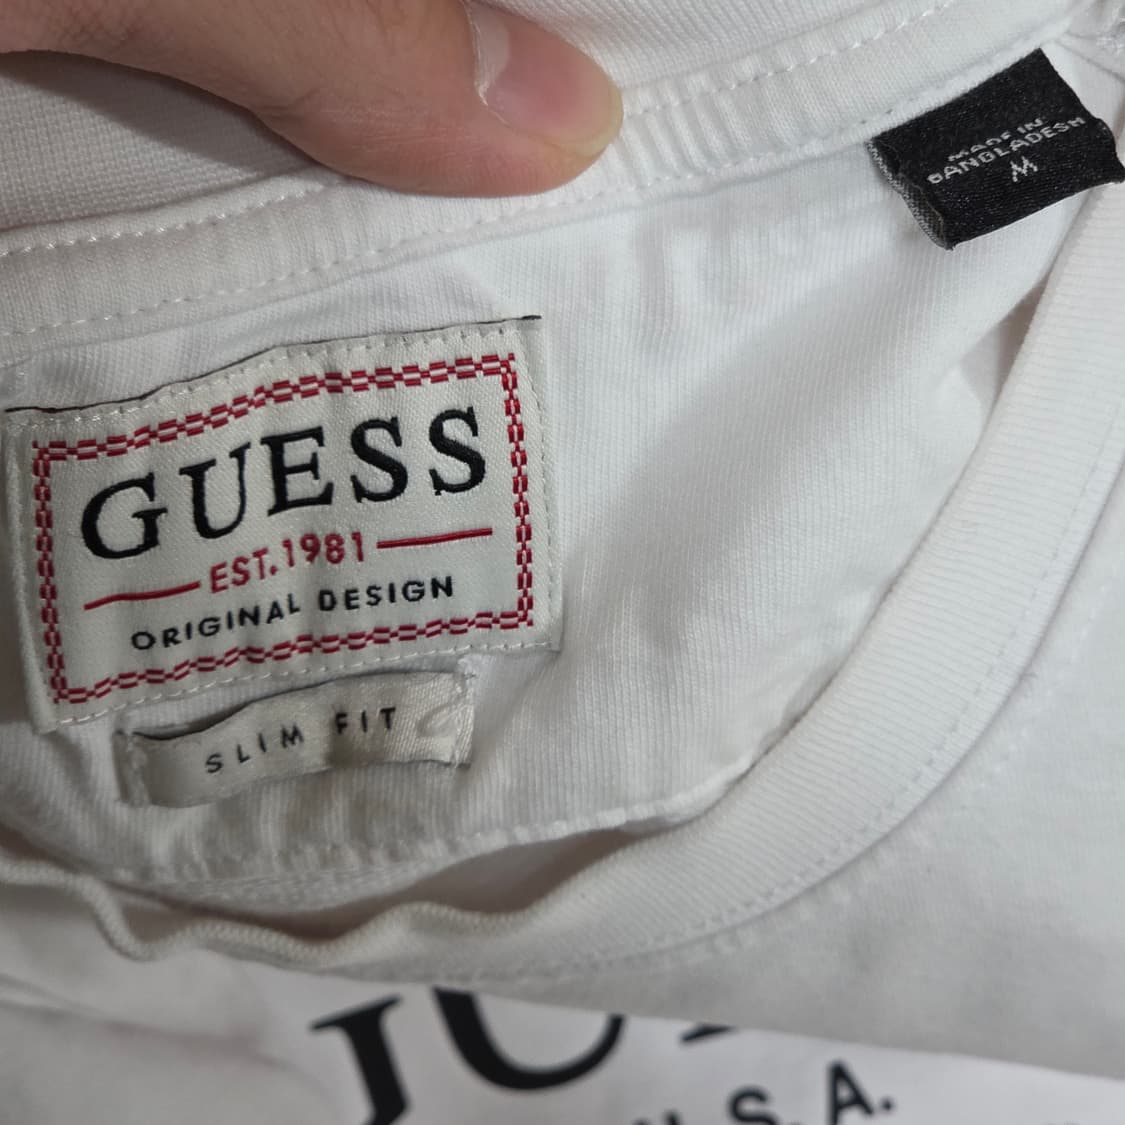 MADE IN
BANGLADESH
M
GUESS
EST. 1981
ORIGINAL DESIGN
SLIM FIT
U.S.A.